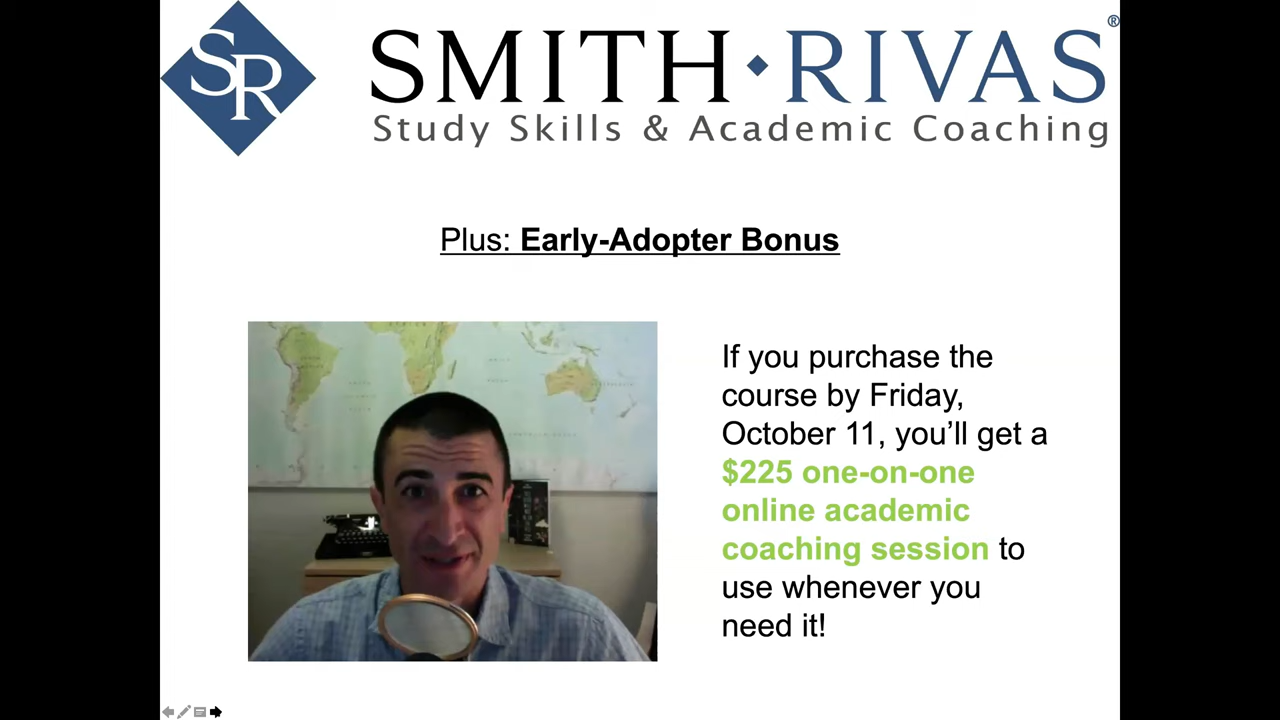 SR
SMITH RIVAS®
Study Skills & Academic Coaching
Plus: Early-Adopter Bonus
If you purchase the
course by Friday,
October 11, you'll get a
$225 one-on-one
online academic
coaching session to
use whenever you
need it!